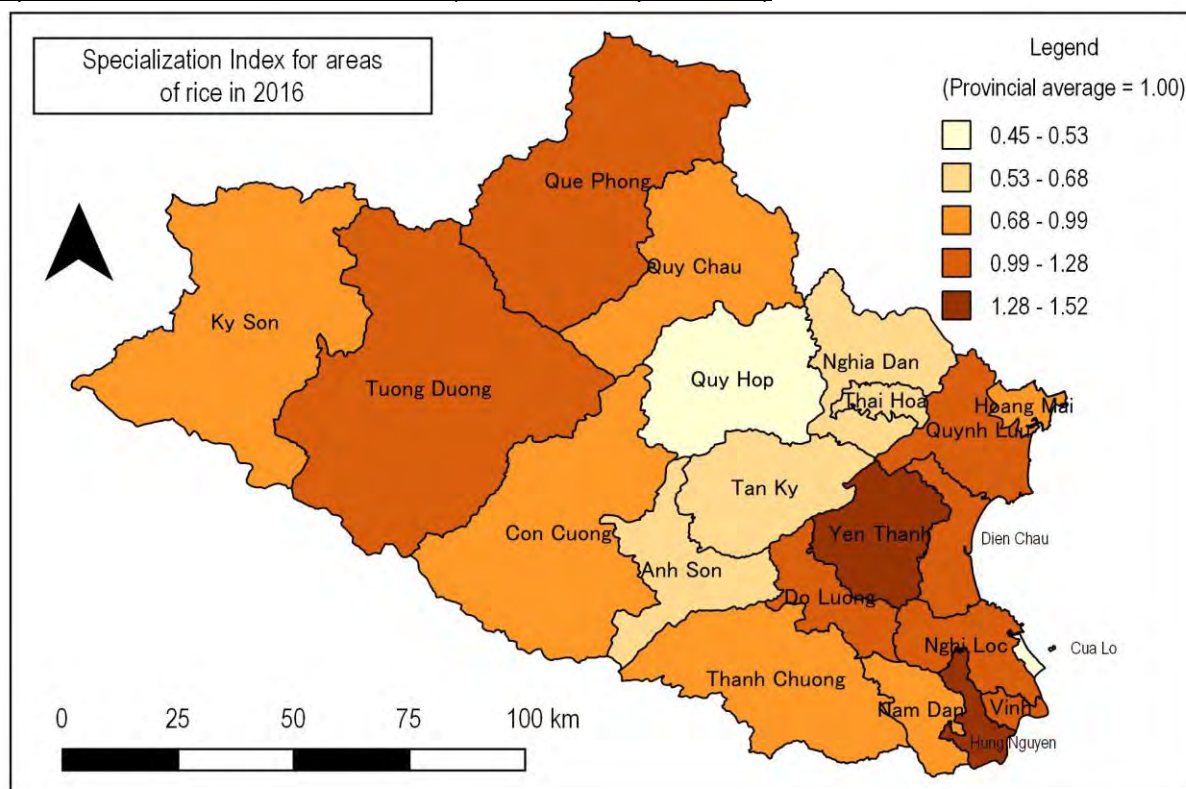 Specialization Index for areas
of rice in 2016
Legend
(Provincial average = 1.00)
0.45 - 0.53
0.53 - 0.68
0.68 - 0.99
0.99 - 1.28
1.28 - 1.52
Que Phong
Quy Chau
Ky Son
Tuong Duong
Quy Hop
Nghia Dan
Thai Hoa
Hoang Mai
Quynh Luu
Tan Ky
Con Cuong
Yen Thanh
Dien Chau
Anh Son
Do Luong
Nghi Loc
Cua Lo
Thanh Chuong
Nam Dan
Vinh
Hung Nguyen
0 25 50 75 100 km